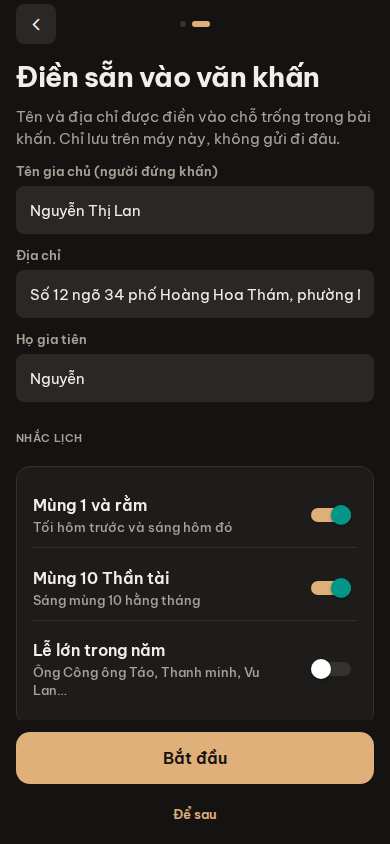 Điền sẵn vào văn khấn
Tên và địa chỉ được điền vào chỗ trống trong bài
khấn. Chỉ lưu trên máy này, không gửi đi đâu.
Tên gia chủ (người đứng khấn)
Nguyễn Thị Lan
Địa chỉ
Số 12 ngõ 34 phố Hoàng Hoa Thám, phường
Họ gia tiên
Nguyễn
NHẮC LỊCH
Mùng 1 và rằm
Tối hôm trước và sáng hôm đó
Mùng 10 Thần tài
Sáng mùng 10 hằng tháng
Lễ lớn trong năm
Ông Công ông Táo, Thanh minh, Vu
Lan...
Bắt đầu
Để sau